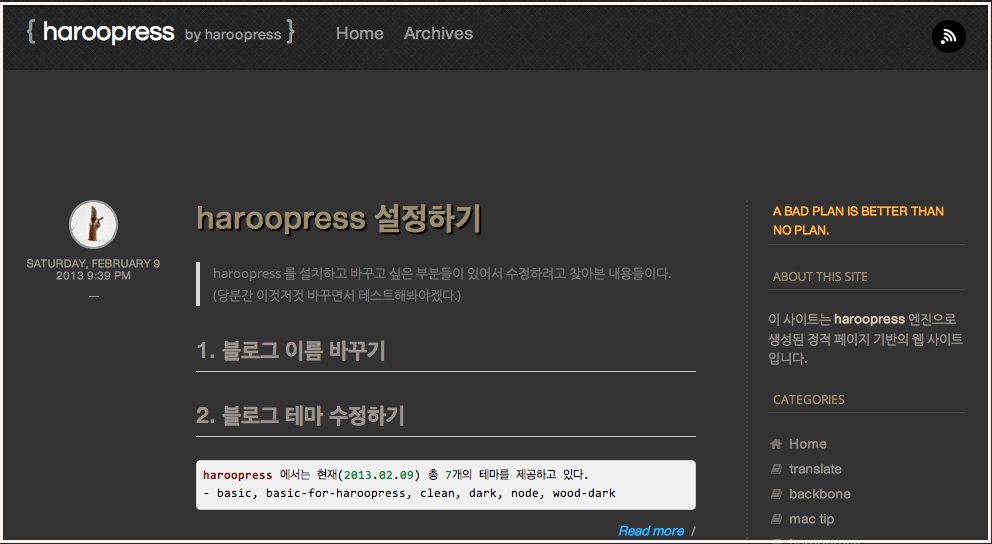 { haroopress by haroopress }
Home Archives
SATURDAY, FEBRUARY 9
2013 9:39 PM
—
haroopress 설정하기
haroopress 를 설치하고 바꾸고 싶은 부분들이 있어서 수정하려고 찾아본 내용들이다.
(당분간 이것저것 바꾸면서 테스트해봐야겠다.)
1. 블로그 이름 바꾸기
2. 블로그 테마 수정하기
haroopress 에서는 현재(2013.02.09) 총 7개의 테마를 제공하고 있다.
- basic, basic-for-haroopress, clean, dark, node, wood-dark
Read more /
A BAD PLAN IS BETTER THAN
NO PLAN.
ABOUT THIS SITE
이 사이트는 haroopress 엔진으로
생성된 정적 페이지 기반의 웹 사이트
입니다.
CATEGORIES
Home
translate
backbone
mac tip